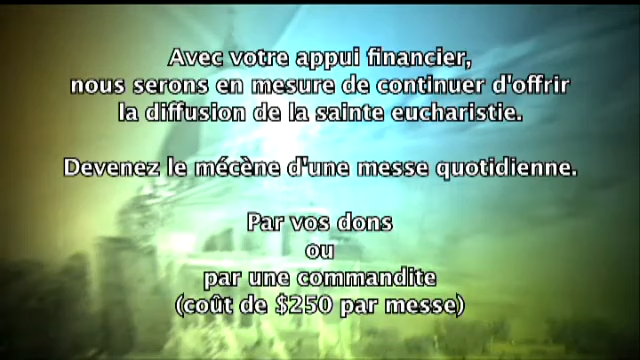 Avec votre appui financier,
nous serons en mesure de continuer d'offrir
la diffusion de la sainte eucharistie.
Devenez le mécène d'une messe quotidienne.
Par vos dons
ou
par une commandite
(coût de $250 par messe)